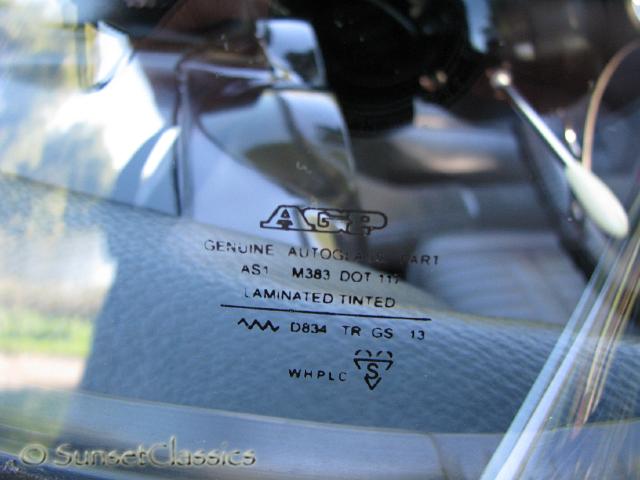 AGP
GENUINE AUTOGLASS PART
AS1 M383 DOT 117
LAMINATED TINTED
D834 TR GS 13
WHPLC S
© SunsetClassics